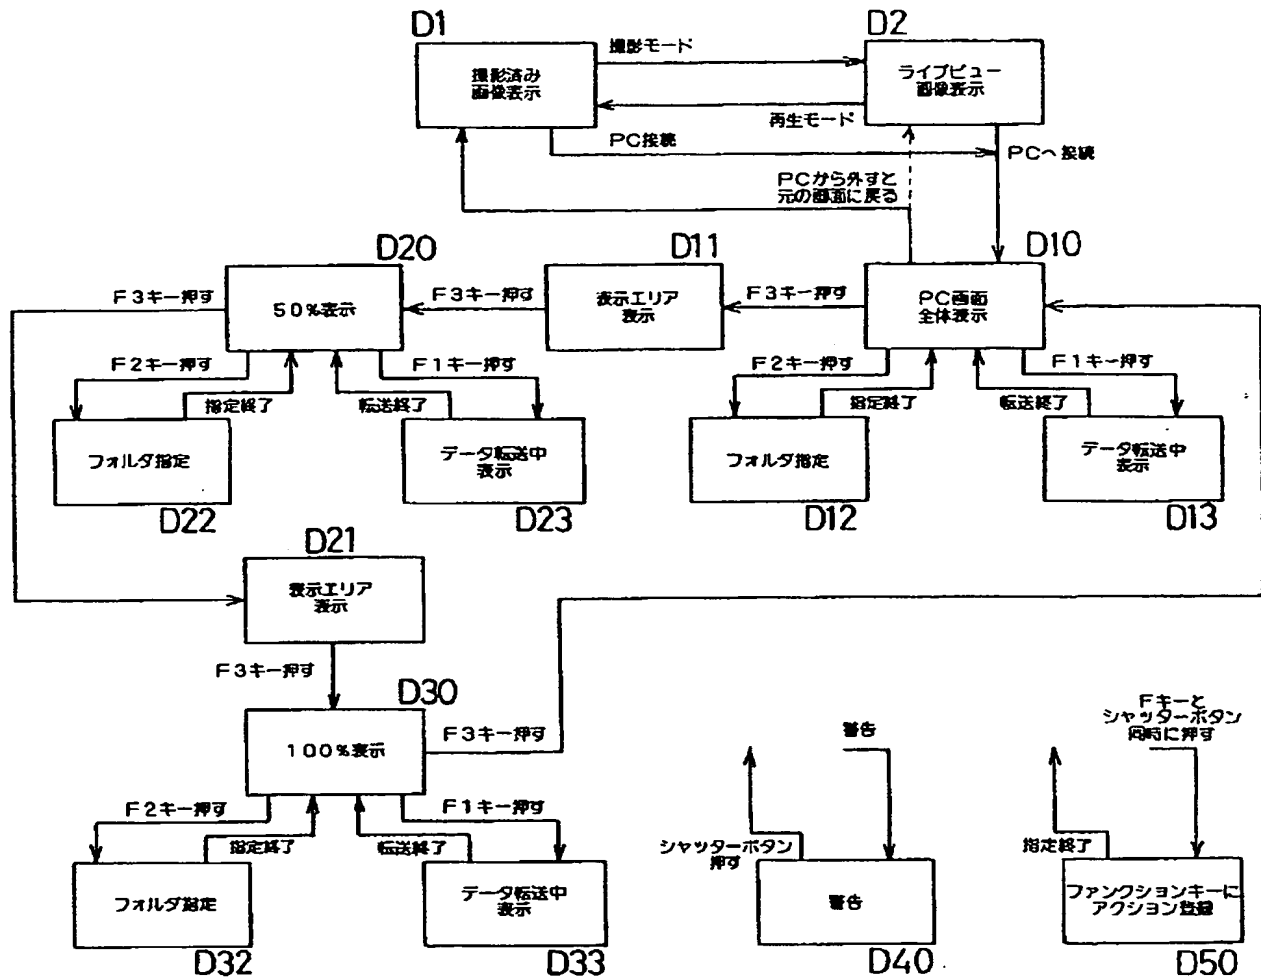 D1
D2
撮影済み
画像表示
撮影モード
ライブビュー
画像表示
再生モード
PC接続
PCへ接続
PCから外すと
元の画面に戻る
D20
D11
D10
F3キー押す
50%表示
F3キー押す
表示エリア
表示
F3キー押す
PC画面
全体表示
F2キー押す
F1キー押す
F2キー押す
F1キー押す
指定終了
転送終了
指定終了
転送終了
フォルダ指定
データ転送中
表示
フォルダ指定
データ転送中
表示
D22
D23
D12
D13
D21
表示エリア
表示
F3キー押す
D30
100%表示
F3キー押す
F2キー押す
F1キー押す
指定終了
転送終了
フォルダ指定
データ転送中
表示
D32
D33
警告
シャッターボタン
押す
警告
D40
Fキーと
シャッターボタン
同時に押す
指定終了
ファンクションキーに
アクション登録
D50